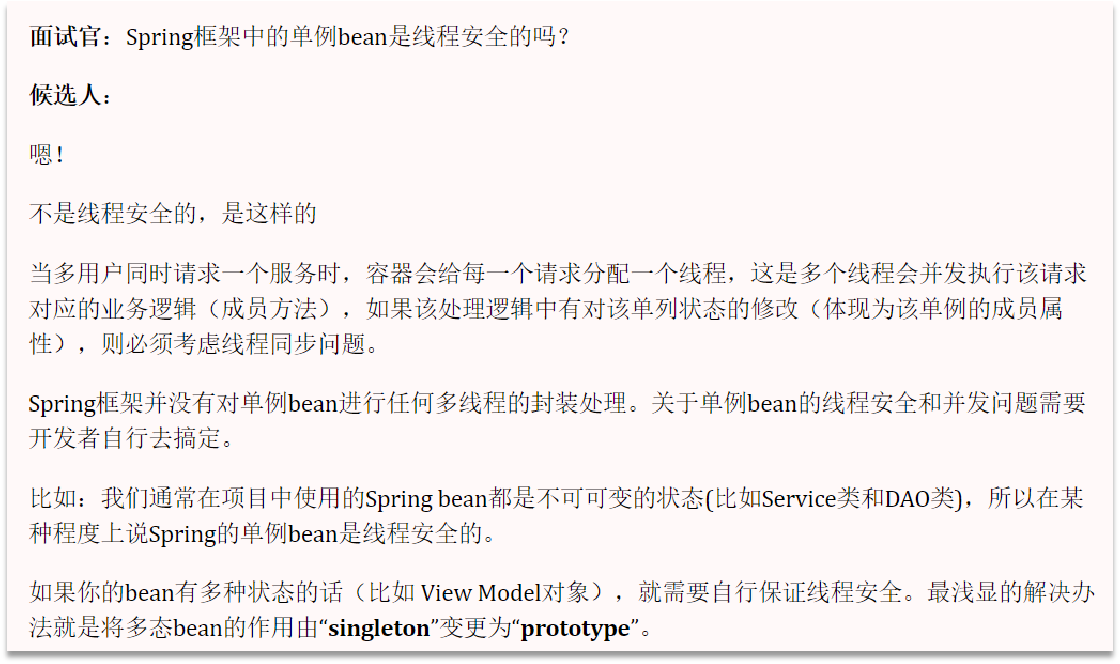 面试官：Spring框架中的单例bean是线程安全的吗？
候选人：
嗯！
不是线程安全的，是这样的
当多用户同时请求一个服务时，容器会给每一个请求分配一个线程，这是多个线程会并发执行该请求
对应的业务逻辑（成员方法），如果该处理逻辑中有对该单列状态的修改（体现为该单例的成员属
性），则必须考虑线程同步问题。
Spring框架并没有对单例bean进行任何多线程的封装处理。关于单例bean的线程安全和并发问题需要
开发者自行去搞定。
比如：我们通常在项目中使用的Spring bean都是不可可变的状态(比如Service类和DAO类)，所以在某
种程度上说Spring的单例bean是线程安全的。
如果你的bean有多种状态的话（比如 View Model对象），就需要自行保证线程安全。最浅显的解决办
法就是将多态bean的作用由“singleton”变更为“prototype”。